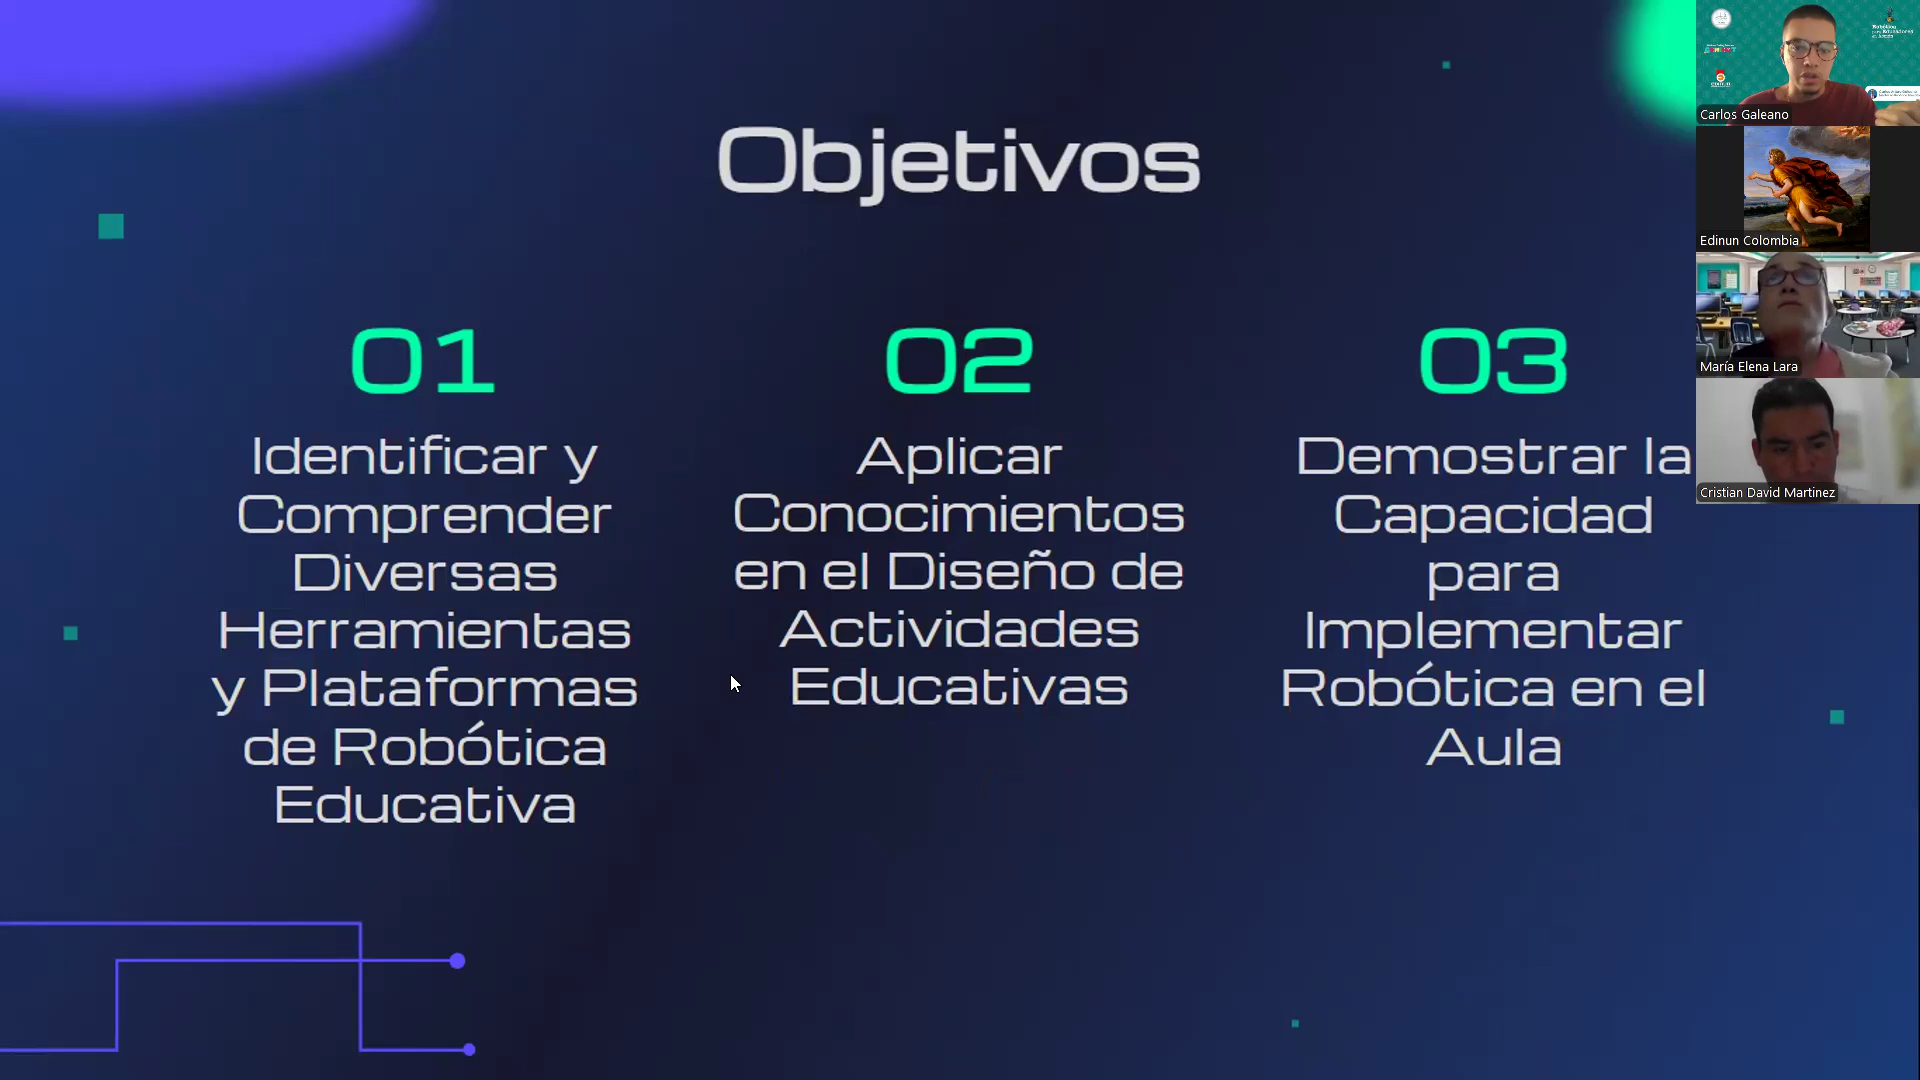 Objetivos
01
Identificar y
Comprender
Diversas
Herramientas
y Plataformas
de Robótica
Educativa
02
Aplicar
Conocimientos
en el Diseño de
Actividades
Educativas
03
Demostrar la
Capacidad
para
Implementar
Robótica en el
Aula
Carlos Galeano
Edinun Colombia
María Elena Lara
Cristian David Martinez